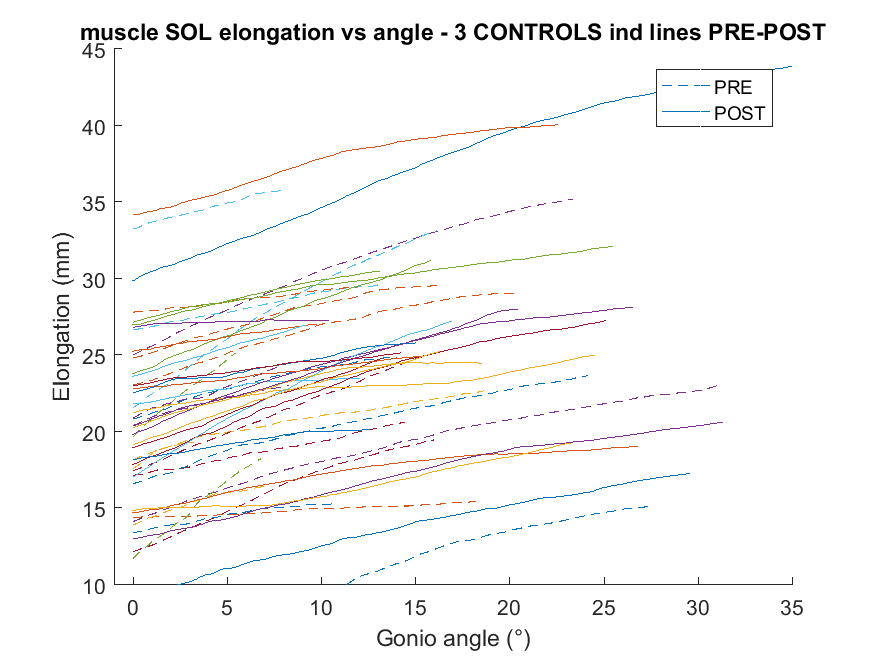 muscle SOL elongation vs angle - 3 CONTROLS ind lines PRE-POST
45
40
35
30
25
20
15
10
Elongation (mm)
PRE
POST
0 5 10 15 20 25 30 35
Gonio angle (°)